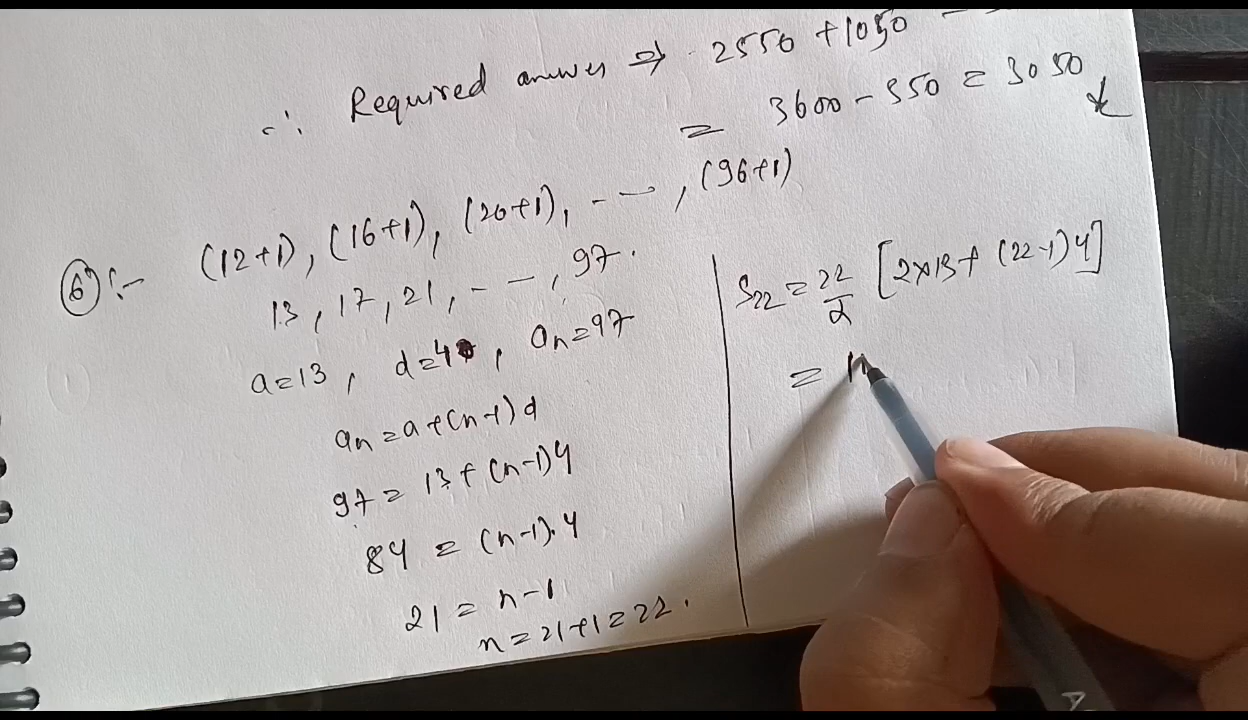 ∴ Required answer ⇒ 2550 + 1050 -
= 3600 - 550 = 3050
6) :- (12+1), (16+1), (20+1), - - , (96+1)
13, 17, 21, - - , 97.
a=13, d=4, an=97
an = a+(n-1)d
97 = 13+(n-1)4
84 = (n-1).4
21 = n-1
n = 21+1 = 22.
S22 = 22/2 [2×13+(22-1)4]
= 11